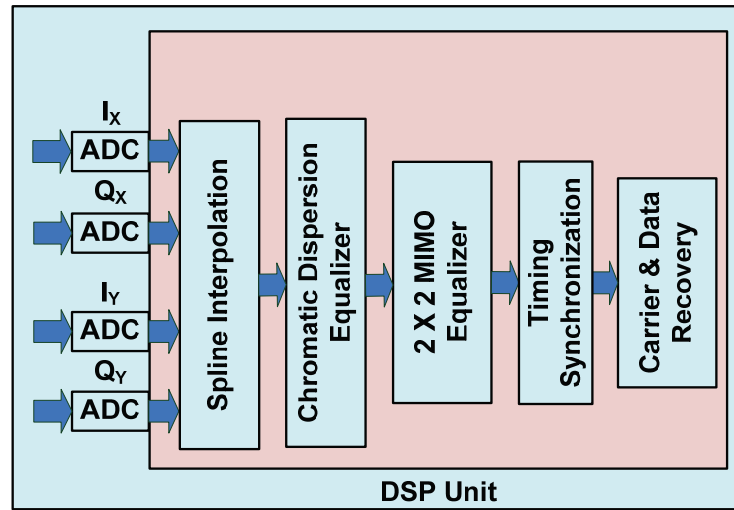 I_X
ADC
Q_X
ADC
I_Y
ADC
Q_Y
ADC
Spline Interpolation
Chromatic Dispersion
Equalizer
2 X 2 MIMO
Equalizer
Timing
Synchronization
Carrier & Data
Recovery
DSP Unit